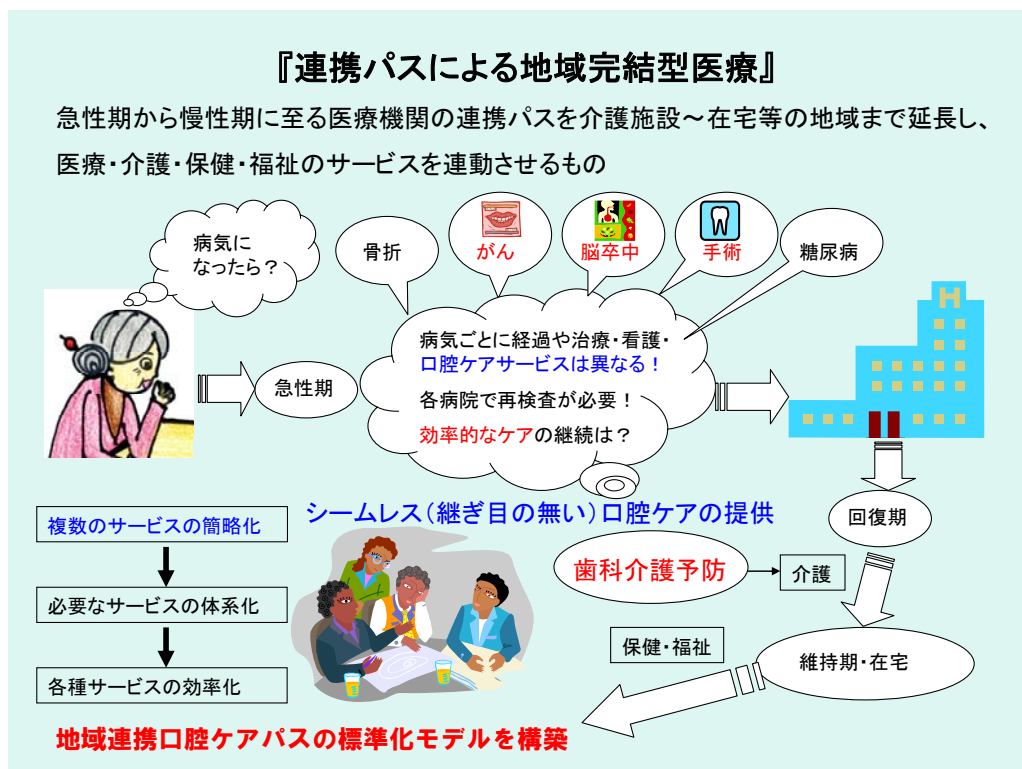 『連携パスによる地域完結型医療』
急性期から慢性期に至る医療機関の連携パスを介護施設～在宅等の地域まで延長し、
医療・介護・保健・福祉のサービスを連動させるもの
病気に
なったら？
骨折
がん
脳卒中
手術
糖尿病
病気ごとに経過や治療・看護・
口腔ケアサービスは異なる！
各病院で再検査が必要！
効率的なケアの継続は？
急性期
H
シームレス（継ぎ目の無い）口腔ケアの提供
回復期
複数のサービスの簡略化
必要なサービスの体系化
各種サービスの効率化
歯科介護予防
介護
保健・福祉
維持期・在宅
地域連携口腔ケアパスの標準化モデルを構築